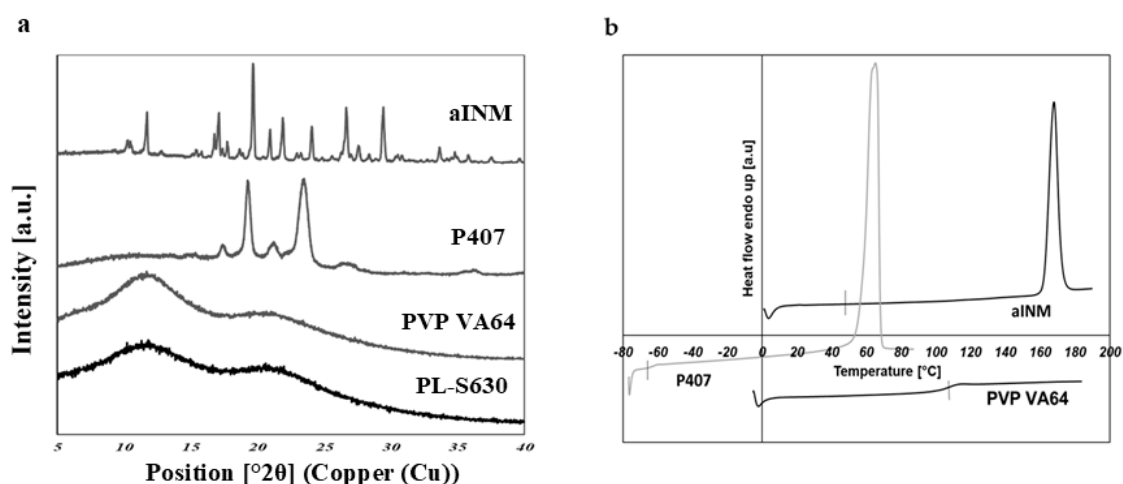 a
aINM
P407
PVP VA64
PL-S630
Intensity [a.u.]
5 10 15 20 25 30 35 40
Position [°2θ] (Copper (Cu))
b
Heat flow endo up [a.u]
aINM
-80 -60 -40 -20 0 20 40 60 80 100 120 140 160 180 200
Temperature [°C]
P407
PVP VA64